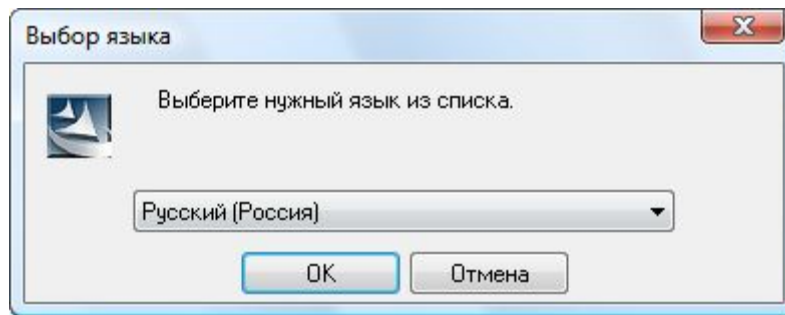 Выбор языка
Выберите нужный язык из списка.
Русский (Россия)
OK
Отмена